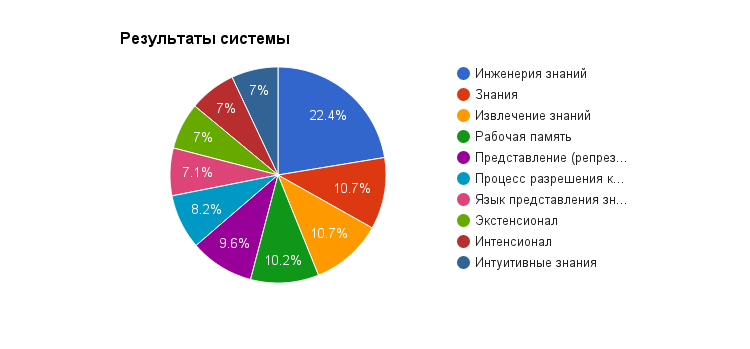 Результаты системы
22.4%
10.7%
10.7%
10.2%
9.6%
8.2%
7.1%
7%
7%
7%
Инженерия знаний
Знания
Извлечение знаний
Рабочая память
Представление (репрез...
Процесс разрешения к...
Язык представления зн...
Экстенсионал
Интенсионал
Интуитивные знания